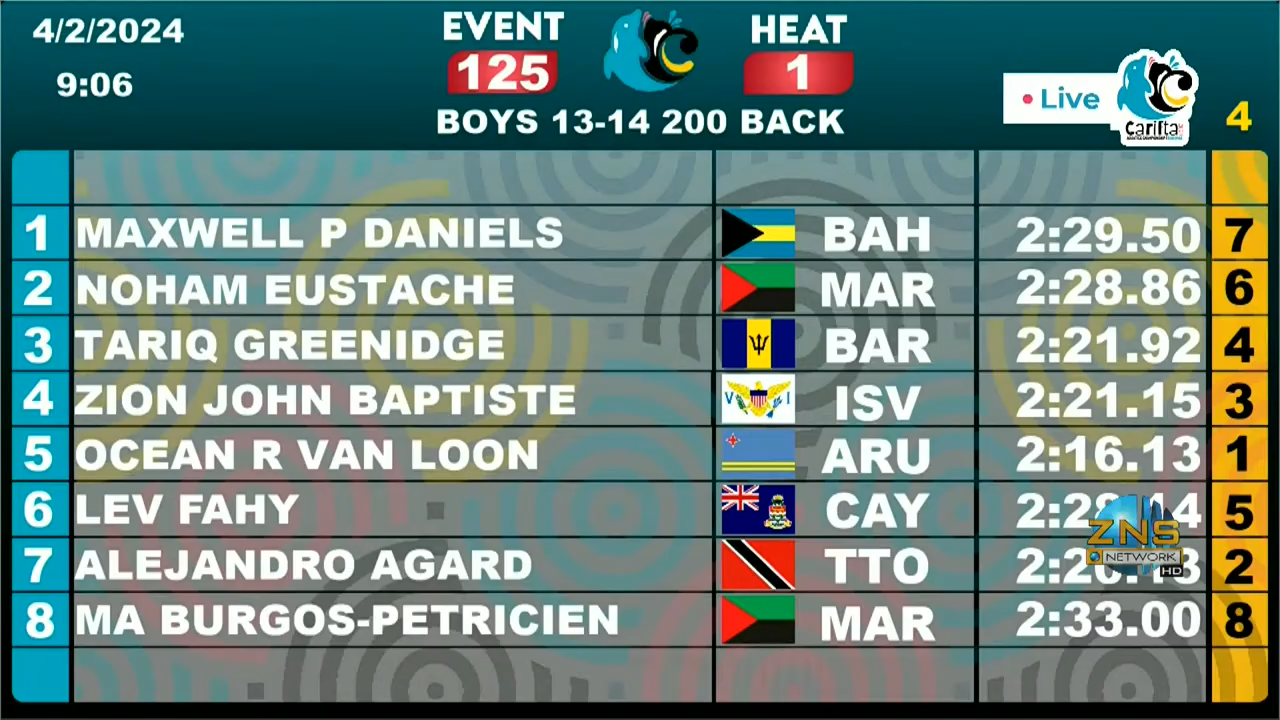 4/2/2024
9:06
EVENT
125
HEAT
1
BOYS 13-14 200 BACK
Live
carifta
4
1 MAXWELL P DANIELS BAH 2:29.50 7
2 NOHAM EUSTACHE MAR 2:28.86 6
3 TARIQ GREENIDGE BAR 2:21.92 4
4 ZION JOHN BAPTISTE V I ISV 2:21.15 3
5 OCEAN R VAN LOON ARU 2:16.13 1
6 LEV FAHY CAY 5
7 ALEJANDRO AGARD TTO 2
8 MA BURGOS-PETRICIEN MAR 2:33.00 8
ZNS
NETWORK
HD